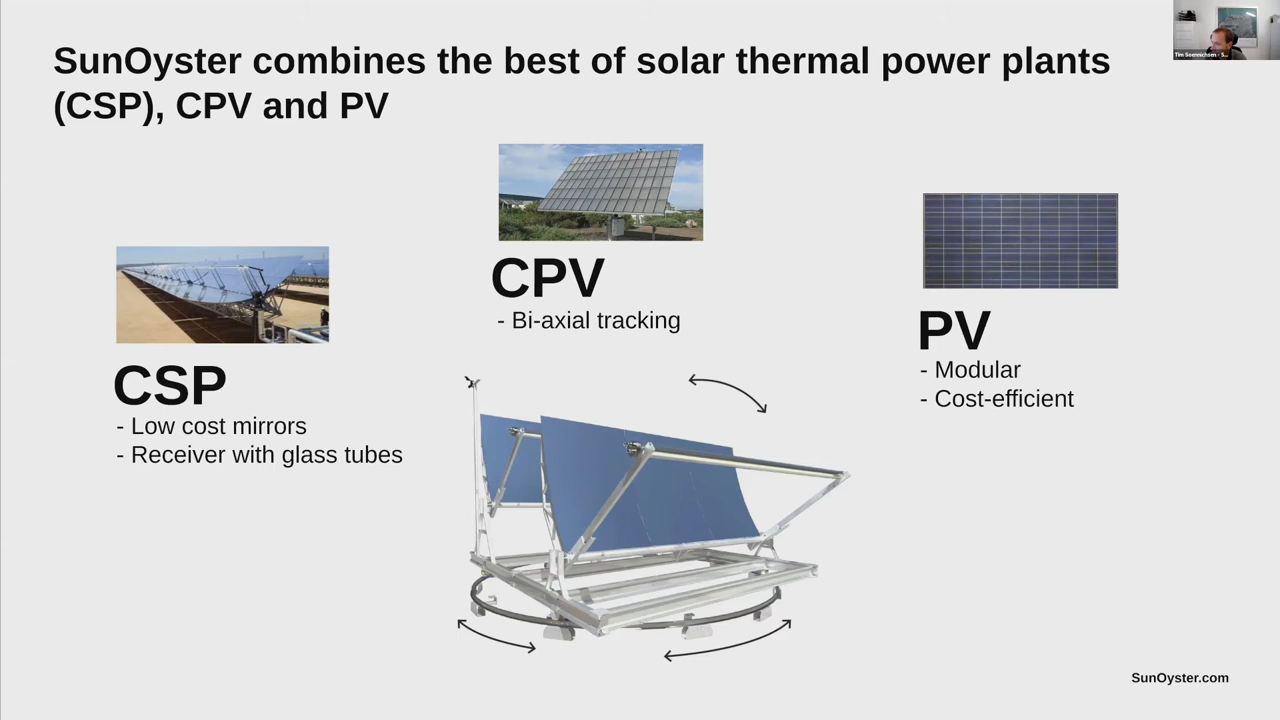 SunOyster combines the best of solar thermal power plants
(CSP), CPV and PV
CPV
- Bi-axial tracking
PV
- Modular
- Cost-efficient
CSP
- Low cost mirrors
- Receiver with glass tubes
SunOyster.com